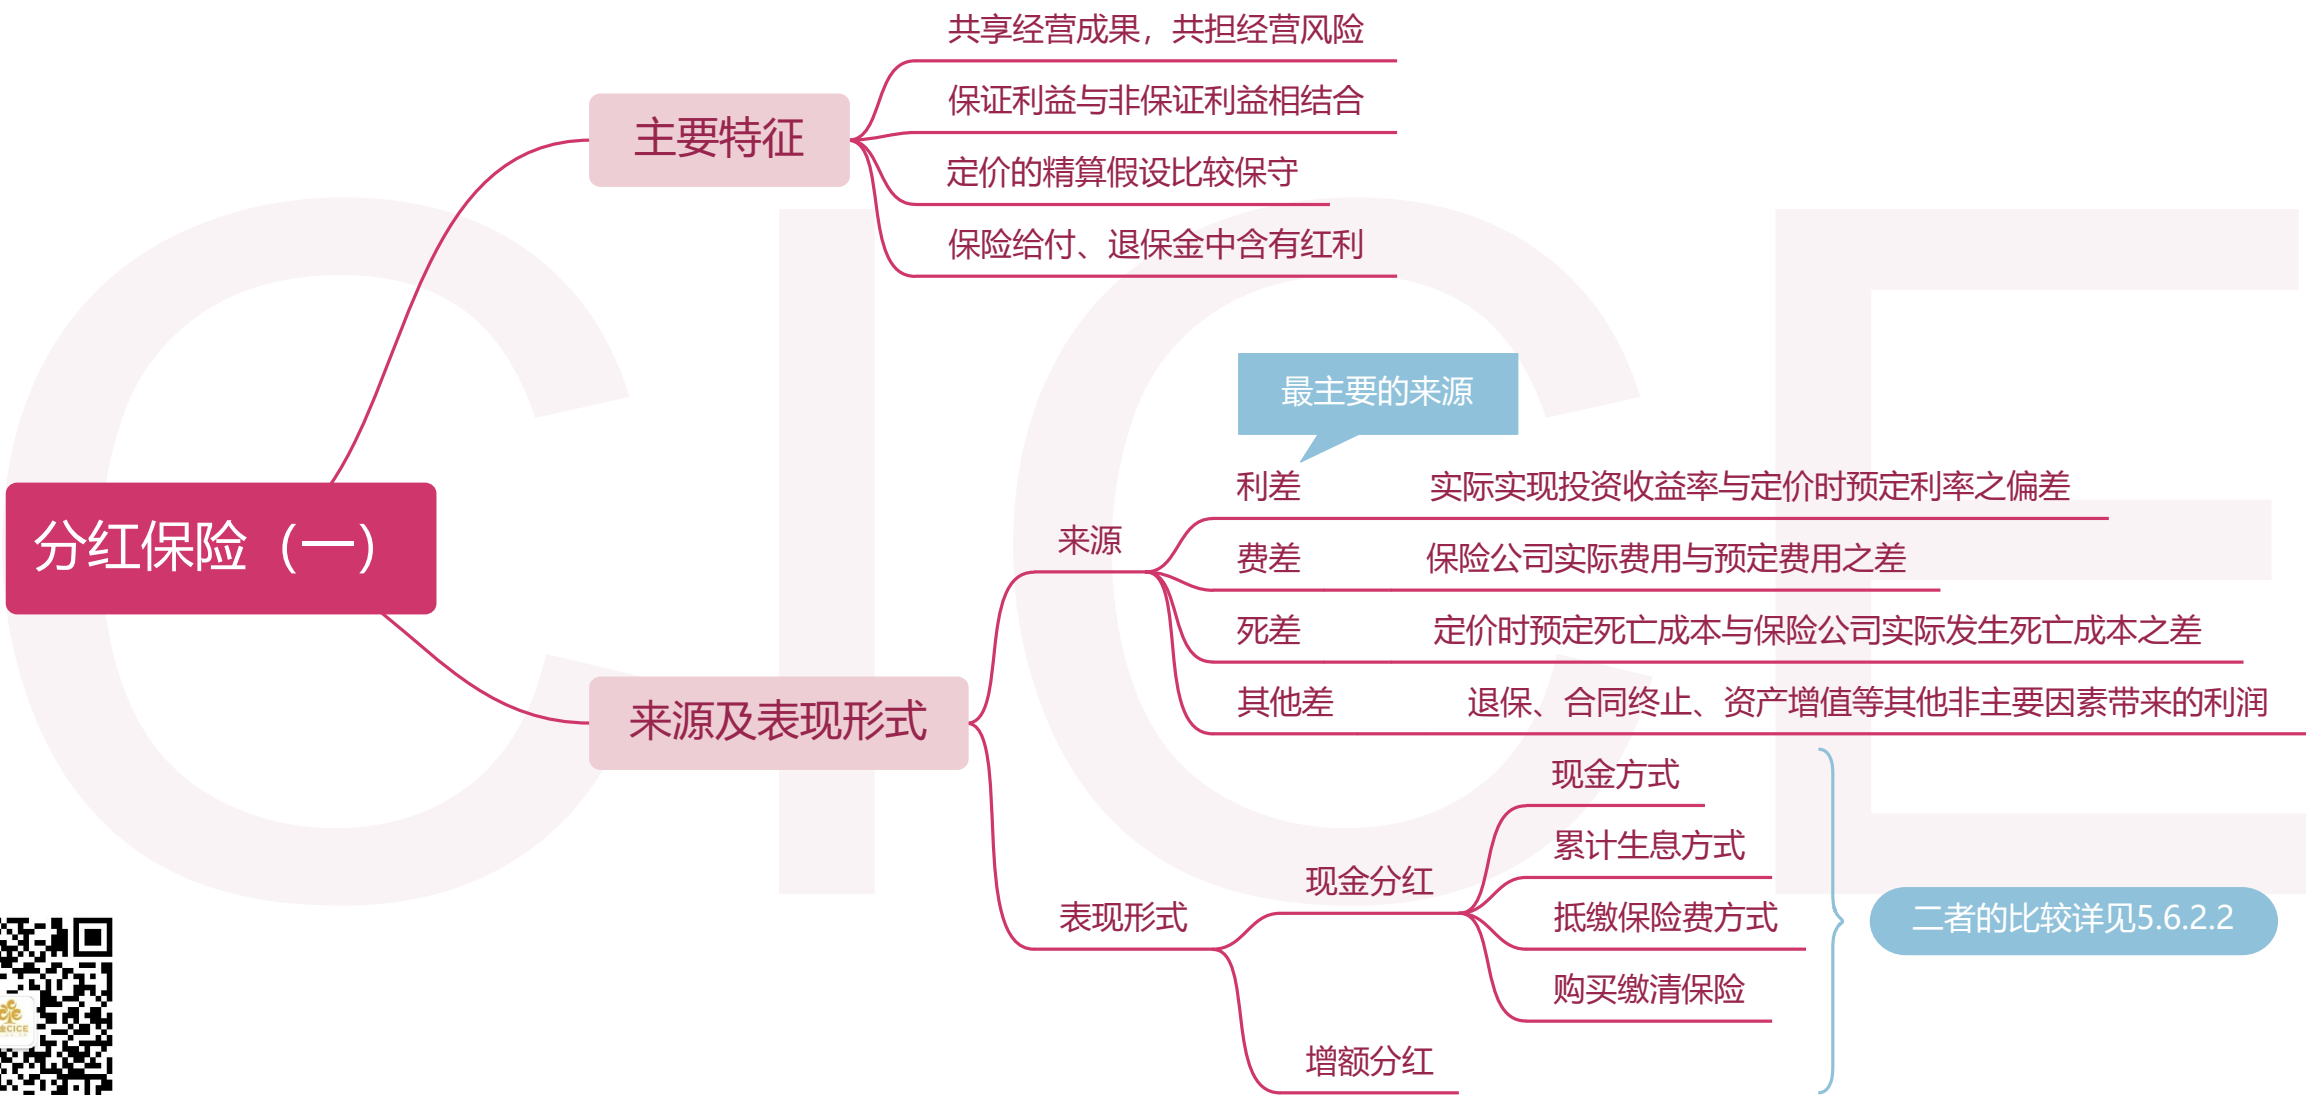 共享经营成果，共担经营风险
保证利益与非保证利益相结合
主要特征
定价的精算假设比较保守
保险给付、退保金中含有红利
最主要的来源
利差 实际实现投资收益率与定价时预定利率之偏差
来源
分红保险（一）
费差 保险公司实际费用与预定费用之差
死差 定价时预定死亡成本与保险公司实际发生死亡成本之差
其他差 退保、合同终止、资产增值等其他非主要因素带来的利润
来源及表现形式
现金方式
累计生息方式
现金分红
表现形式
抵缴保险费方式
二者的比较详见5.6.2.2
购买缴清保险
增额分红
CICE
金CICE